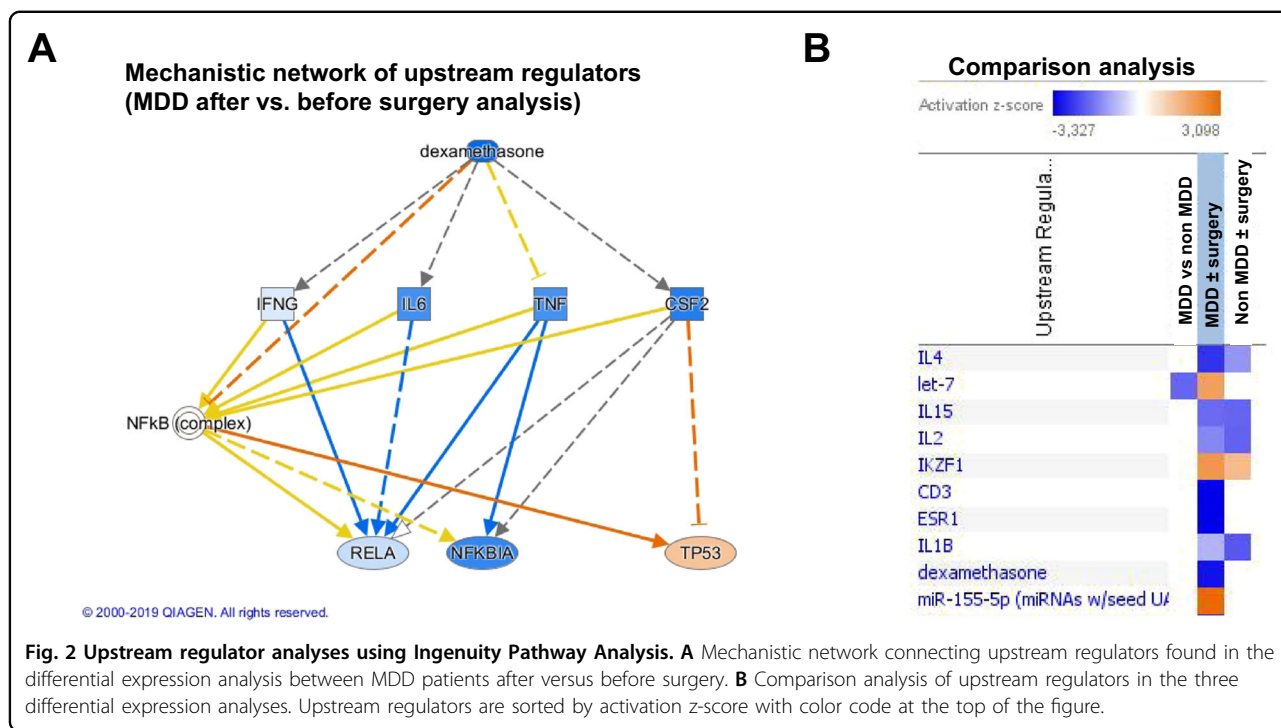 A
Mechanistic network of upstream regulators
(MDD after vs. before surgery analysis)
dexamethasone
IFNG
IL6
TNF
CSF2
NFkB (complex)
RELA
NFKBIA
TP53
© 2000-2019 QIAGEN. All rights reserved.
B
Comparison analysis
Activation z-score
-3,327
3,098
Upstream Regula...
MDD vs non MDD
MDD ± surgery
Non MDD ± surgery
IL4
let-7
IL15
IL2
IKZF1
CD3
ESR1
IL1B
dexamethasone
miR-155-5p (miRNAs w/seed UA
Fig. 2 Upstream regulator analyses using Ingenuity Pathway Analysis. A Mechanistic network connecting upstream regulators found in the
differential expression analysis between MDD patients after versus before surgery. B Comparison analysis of upstream regulators in the three
differential expression analyses. Upstream regulators are sorted by activation z-score with color code at the top of the figure.